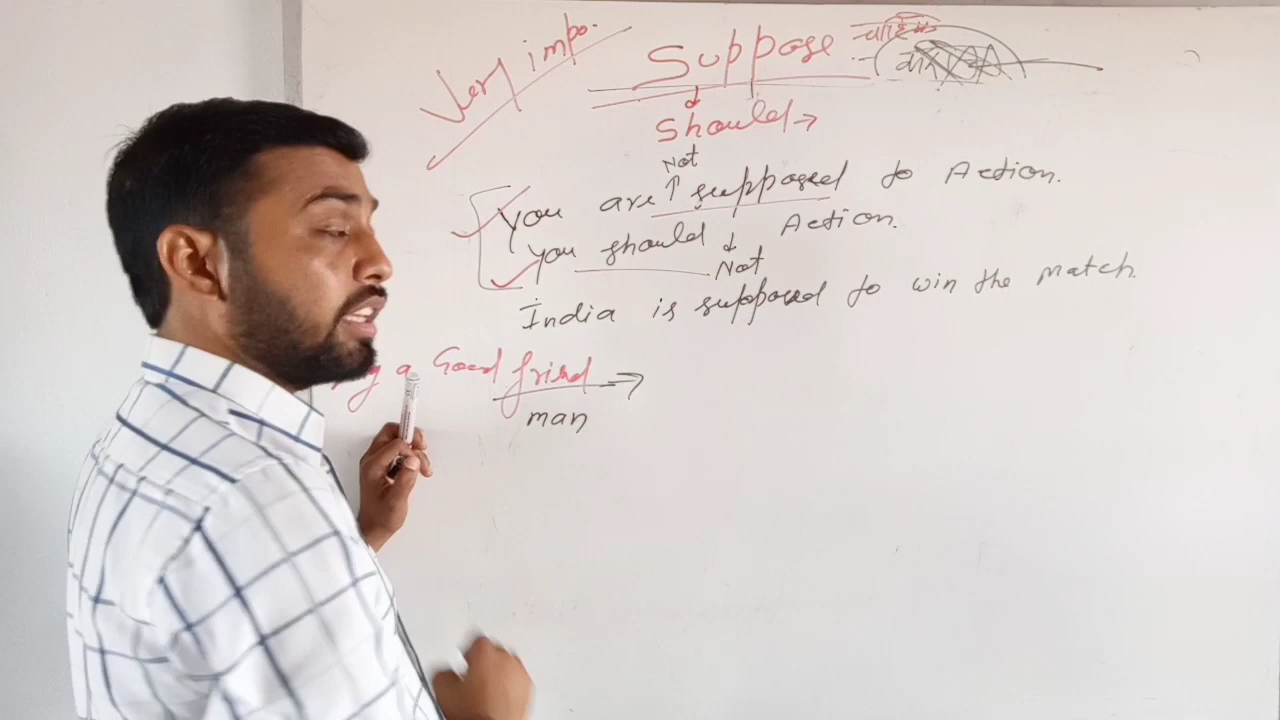 Very impo.
Suppose
Should →
Not
You are ↑ supposed to Action.
You should ↓ Action.
Not
India is supposed to win the match.
a Good friend →
man